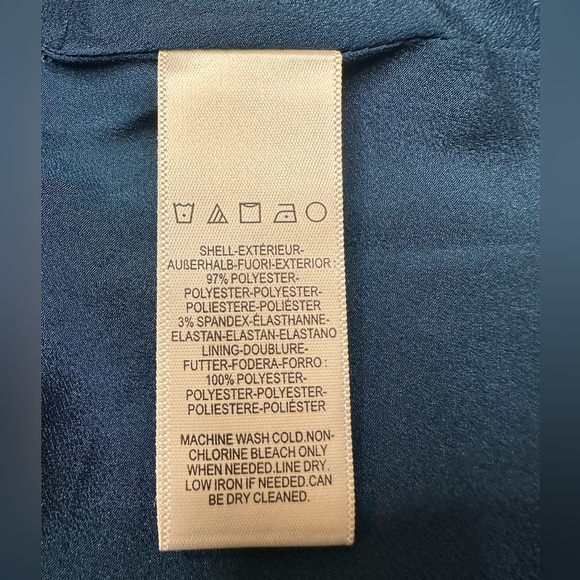 SHELL-EXTÉRIEUR-
AUßERHALB-FUORI-EXTERIOR :
97% POLYESTER-
POLYESTER-POLYESTER-
POLIESTERE-POLIÉSTER
3% SPANDEX-ÉLASTHANNE-
ELASTAN-ELASTAN-ELASTANO
LINING-DOUBLURE-
FUTTER-FODERA-FORRO :
100% POLYESTER-
POLYESTER-POLYESTER-
POLIESTERE-POLIÉSTER
MACHINE WASH COLD.NON-
CHLORINE BLEACH ONLY
WHEN NEEDED.LINE DRY.
LOW IRON IF NEEDED.CAN
BE DRY CLEANED.